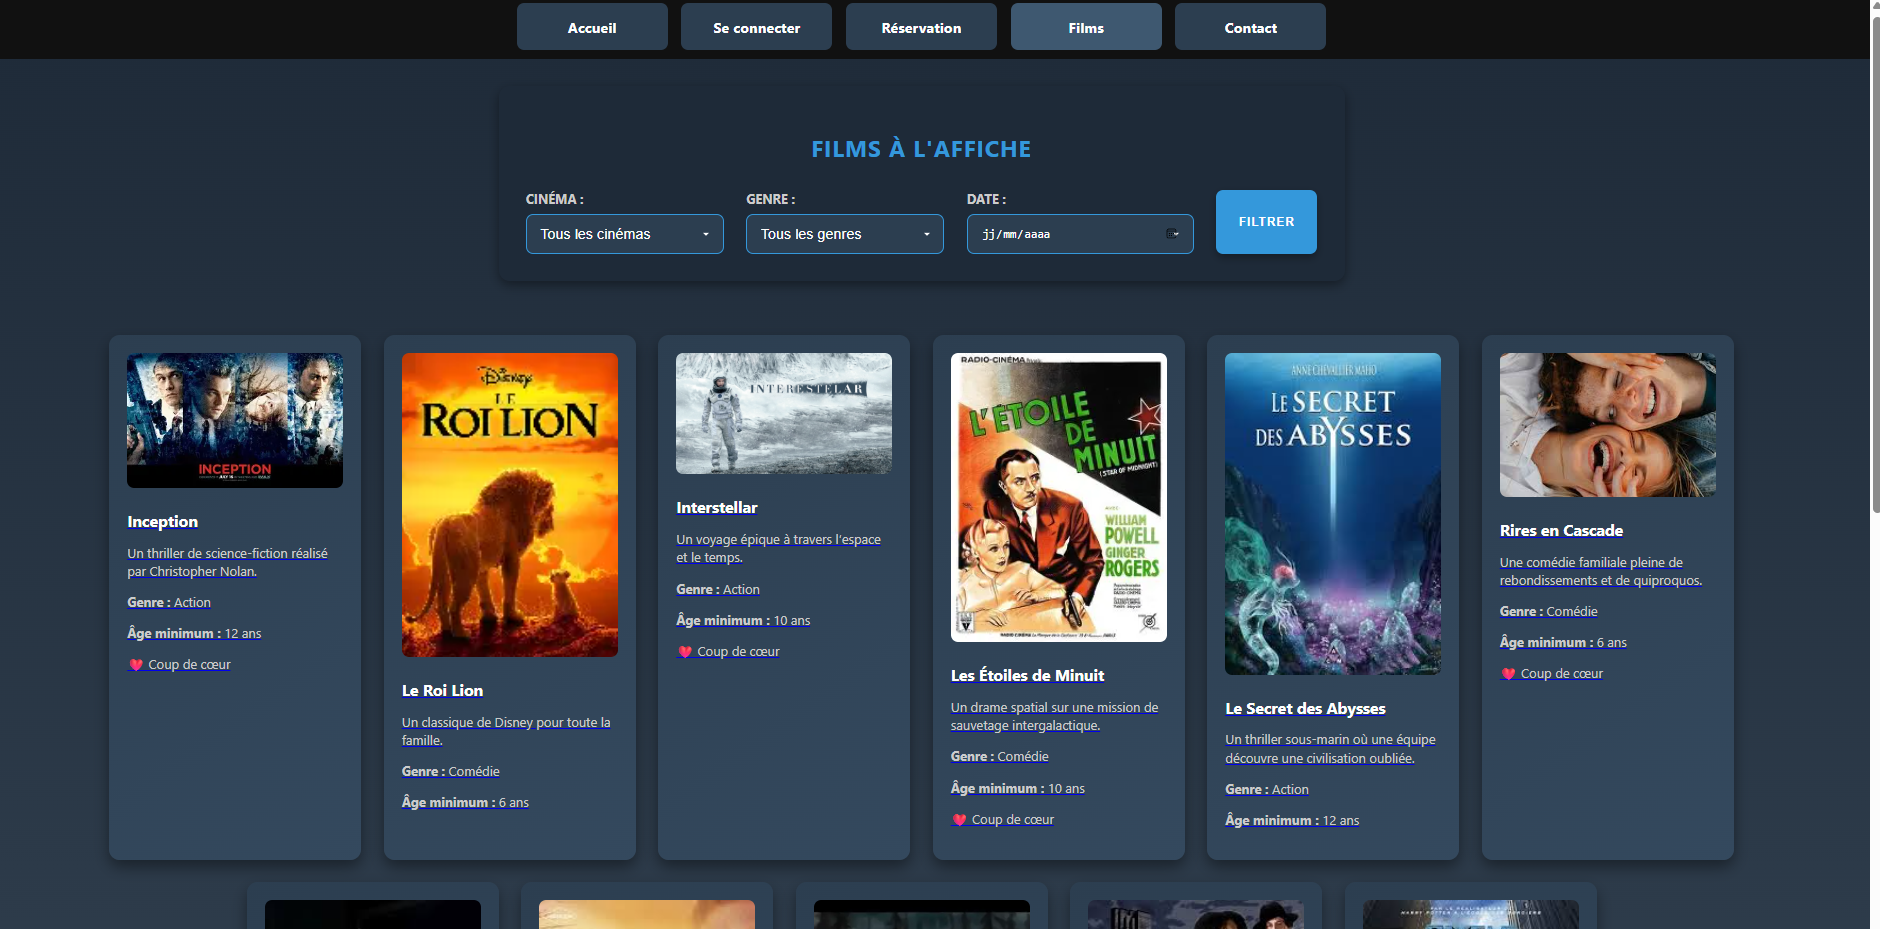 Accueil
Se connecter
Réservation
Films
Contact
FILMS À L'AFFICHE
CINÉMA :
GENRE :
DATE :
Tous les cinémas
Tous les genres
jj/mm/aaaa
FILTRER
INCEPTION
Inception
Un thriller de science-fiction réalisé
par Christopher Nolan.
Genre : Action
Âge minimum : 12 ans
Coup de cœur
Disney
LE
ROI LION
Le Roi Lion
Un classique de Disney pour toute la
famille.
Genre : Comédie
Âge minimum : 6 ans
INTERESTELAR
Interstellar
Un voyage épique à travers l'espace
et le temps.
Genre : Action
Âge minimum : 10 ans
Coup de cœur
RADIO-CINÉMA
L'ÉTOILE
DE
MINUIT
(STAR OF MIDNIGHT)
WILLIAM
POWELL
GINGER
ROGERS
Les Étoiles de Minuit
Un drame spatial sur une mission de
sauvetage intergalactique.
Genre : Comédie
Âge minimum : 10 ans
Coup de cœur
ANNE CHEVALLIER MAHO
LE SECRET
DES ABYSSES
Le Secret des Abysses
Un thriller sous-marin où une équipe
découvre une civilisation oubliée.
Genre : Action
Âge minimum : 12 ans
Rires en Cascade
Une comédie familiale pleine de
rebondissements et de quiproquos.
Genre : Comédie
Âge minimum : 6 ans
Coup de cœur